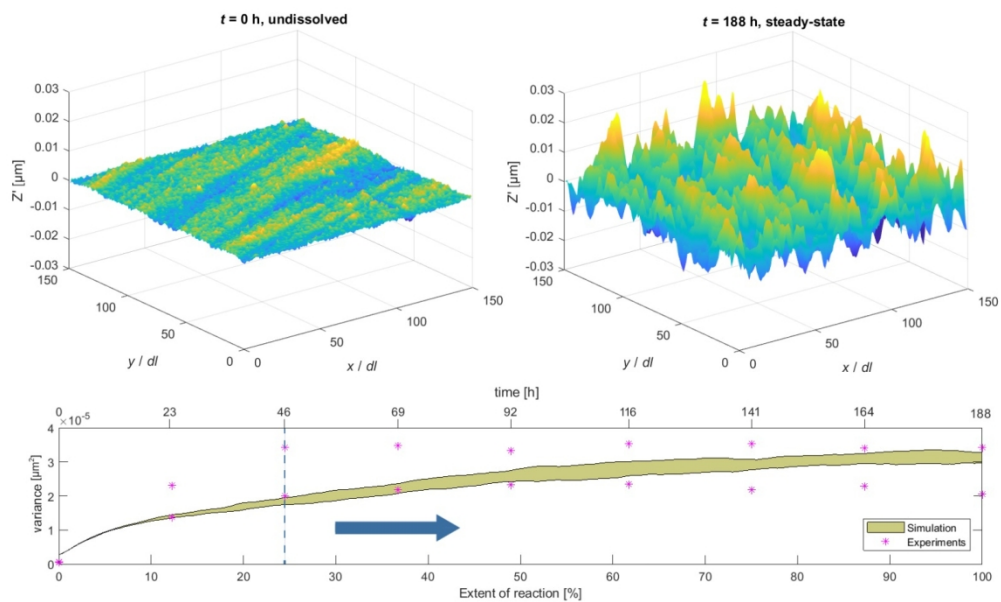 t = 0 h, undissolved
0.03
0.02
0.01
0
-0.01
-0.02
-0.03
Z' [µm]
150
100
50
0
y / dl
0
50
100
150
x / dl
t = 188 h, steady-state
0.03
0.02
0.01
0
-0.01
-0.02
-0.03
Z' [µm]
150
100
50
0
y / dl
0
50
100
150
x / dl
time [h]
0 23 46 69 92 116 141 164 188
×10⁻⁵
4
3
2
1
0
variance [µm²]
Simulation
Experiments
0 10 20 30 40 50 60 70 80 90 100
Extent of reaction [%]